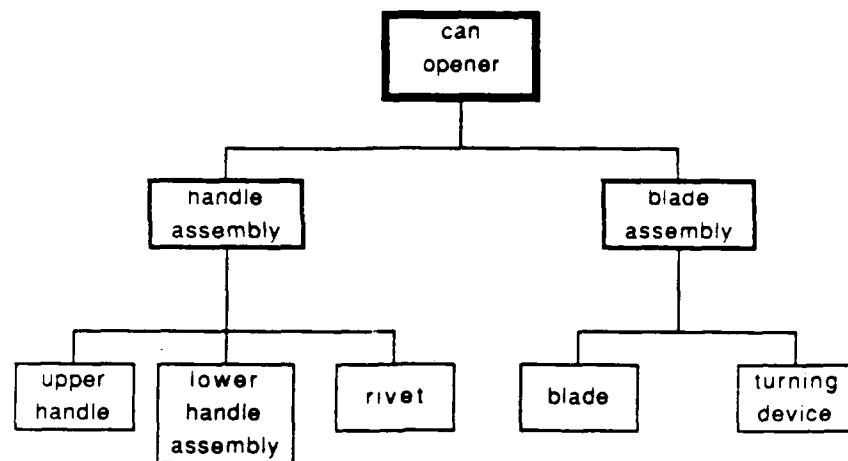 can
opener
handle
assembly
blade
assembly
upper
handle
lower
handle
assembly
rivet
blade
turning
device